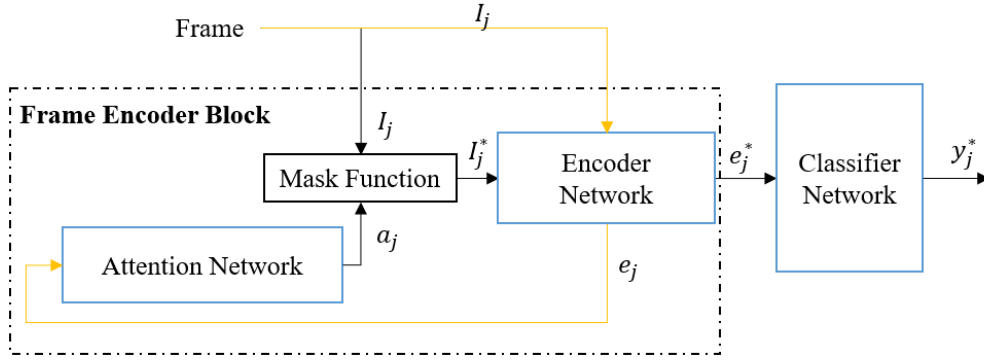 I_j
Frame
Frame Encoder Block
I_j
I_j^*
Mask Function
Encoder
Network
e_j^*
Classifier
Network
y_j^*
a_j
Attention Network
e_j